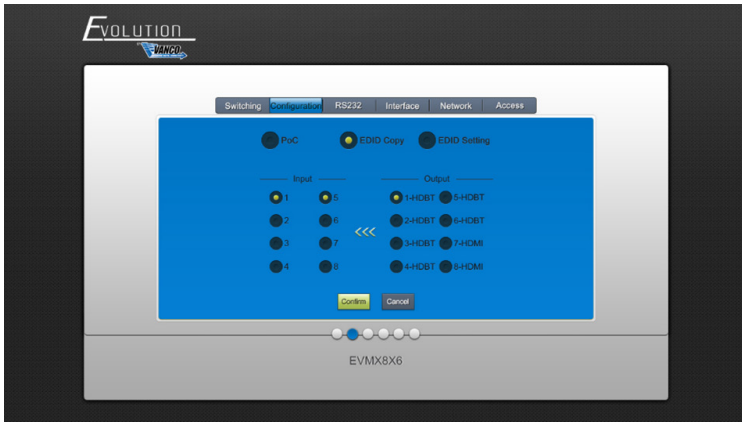 EVOLUTION
VANCO
Switching Configuration RS232 Interface Network Access
PoC EDID Copy EDID Setting
Input Output
1 5 1-HDBT 5-HDBT
2 6 2-HDBT 6-HDBT
<<<
3 7 3-HDBT 7-HDMI
4 8 4-HDBT 8-HDMI
Confirm Cancel
EVMX8X6